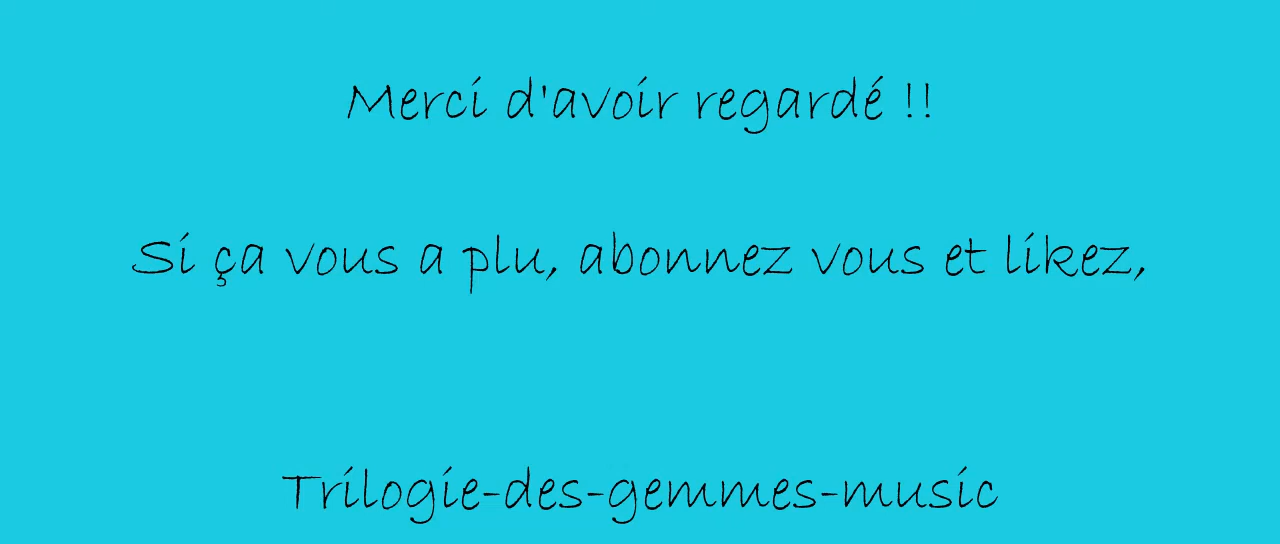 Merci d'avoir regardé !!
Si ça vous a plu, abonnez vous et likez,
Trilogie-des-gemmes-music